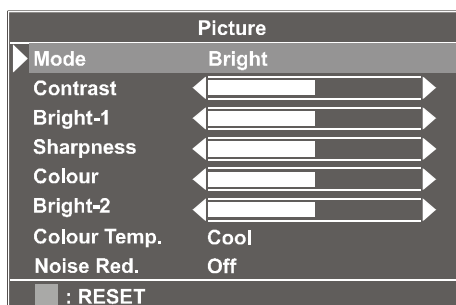 Picture
Mode Bright
Contrast
Bright-1
Sharpness
Colour
Bright-2
Colour Temp. Cool
Noise Red. Off
: RESET